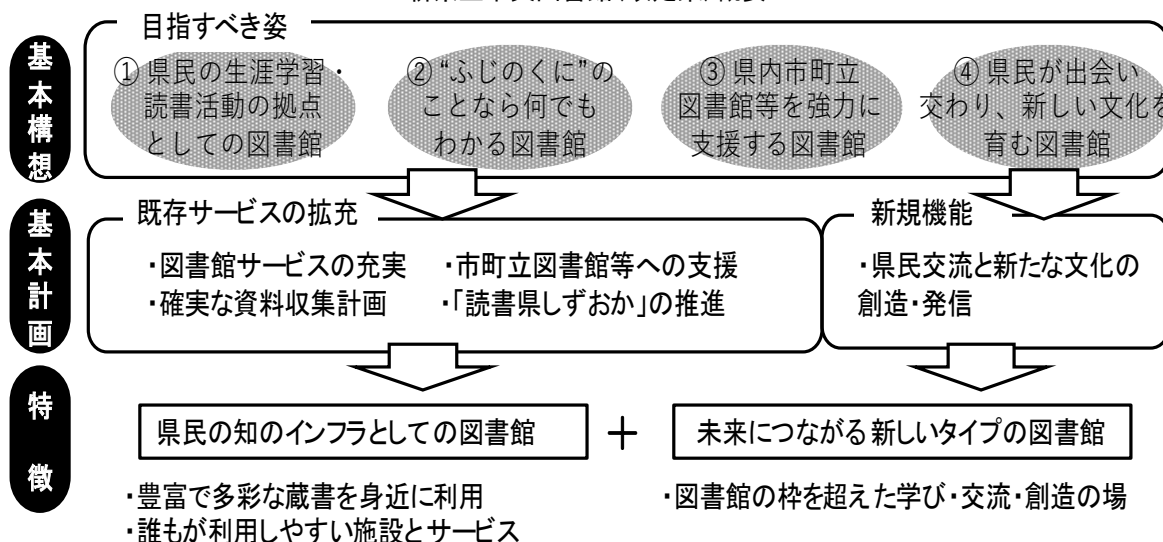 目指すべき姿
基本構想
① 県民の生涯学習・
読書活動の拠点
としての図書館
② “ふじのくに”の
ことなら何でも
わかる図書館
③ 県内市町立
図書館等を強力に
支援する図書館
④ 県民が出会い
交わり、新しい文化を
育む図書館
基本計画
既存サービスの拡充
・図書館サービスの充実
・確実な資料収集計画
・市町立図書館等への支援
・「読書県しずおか」の推進
新規機能
・県民交流と新たな文化の
創造・発信
特徴
県民の知のインフラとしての図書館
+
未来につながる新しいタイプの図書館
・豊富で多彩な蔵書を身近に利用
・誰もが利用しやすい施設とサービス
・図書館の枠を超えた学び・交流・創造の場